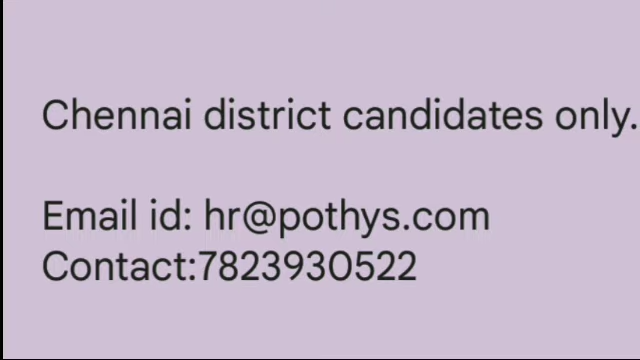 Chennai district candidates only.
Email id: hr@pothys.com
Contact:7823930522